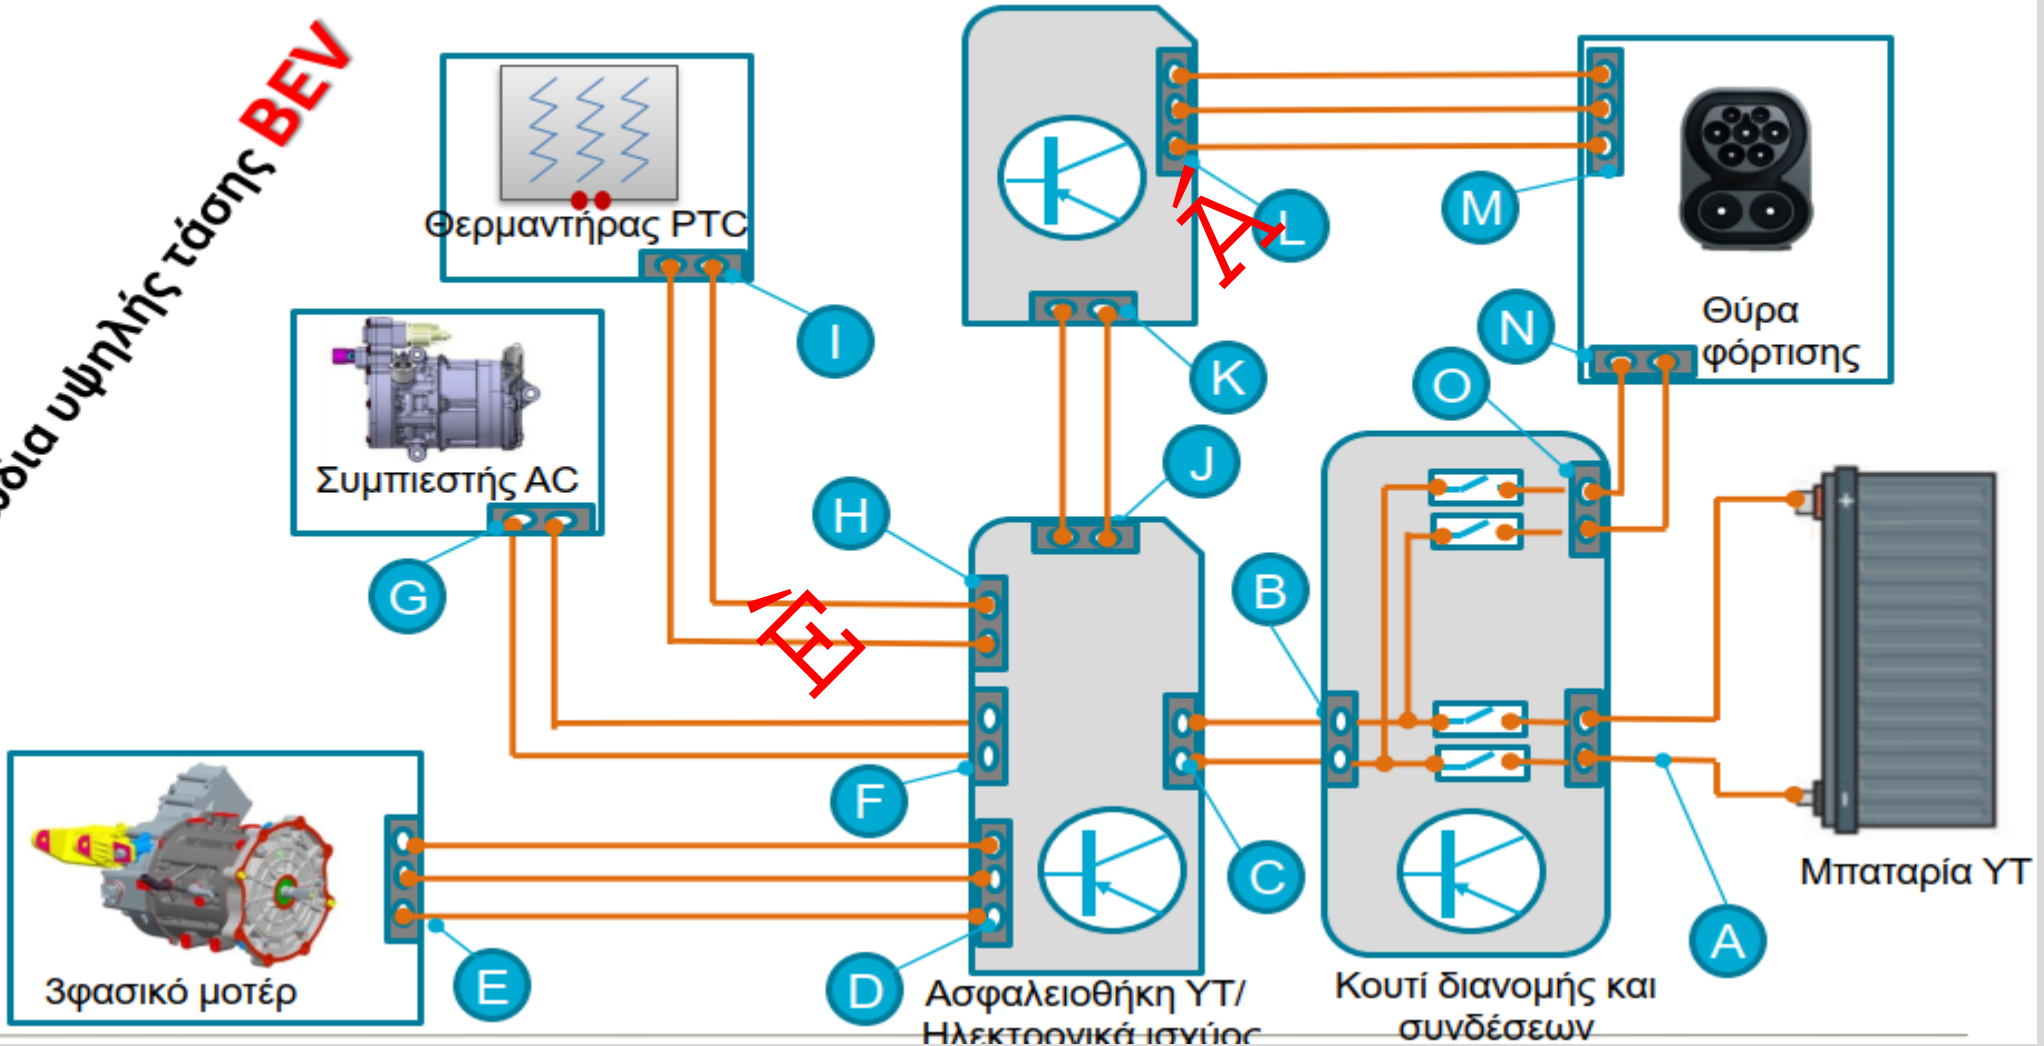 υψηλής τάσης BEV
Θερμαντήρας PTC
Συμπιεστής AC
3φασικό μοτέρ
Ασφαλειοθήκη ΥΤ/
Ηλεκτρονικά ισχύος
Κουτί διανομής και
συνδέσεων
Μπαταρία ΥΤ
Θύρα
φόρτισης
A
B
C
D
E
F
G
H
I
J
K
L
M
N
O
Ά
Έ
+
-